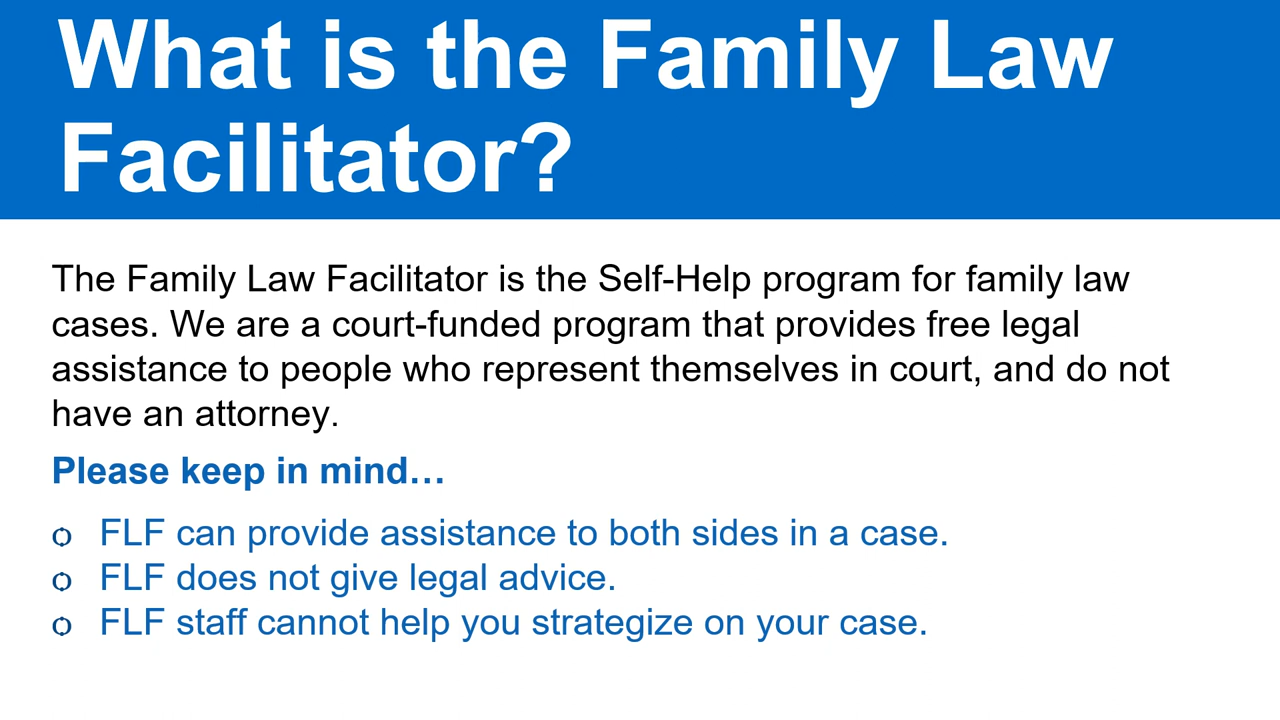 What is the Family Law
Facilitator?
The Family Law Facilitator is the Self-Help program for family law
cases. We are a court-funded program that provides free legal
assistance to people who represent themselves in court, and do not
have an attorney.
Please keep in mind…
FLF can provide assistance to both sides in a case.
FLF does not give legal advice.
FLF staff cannot help you strategize on your case.